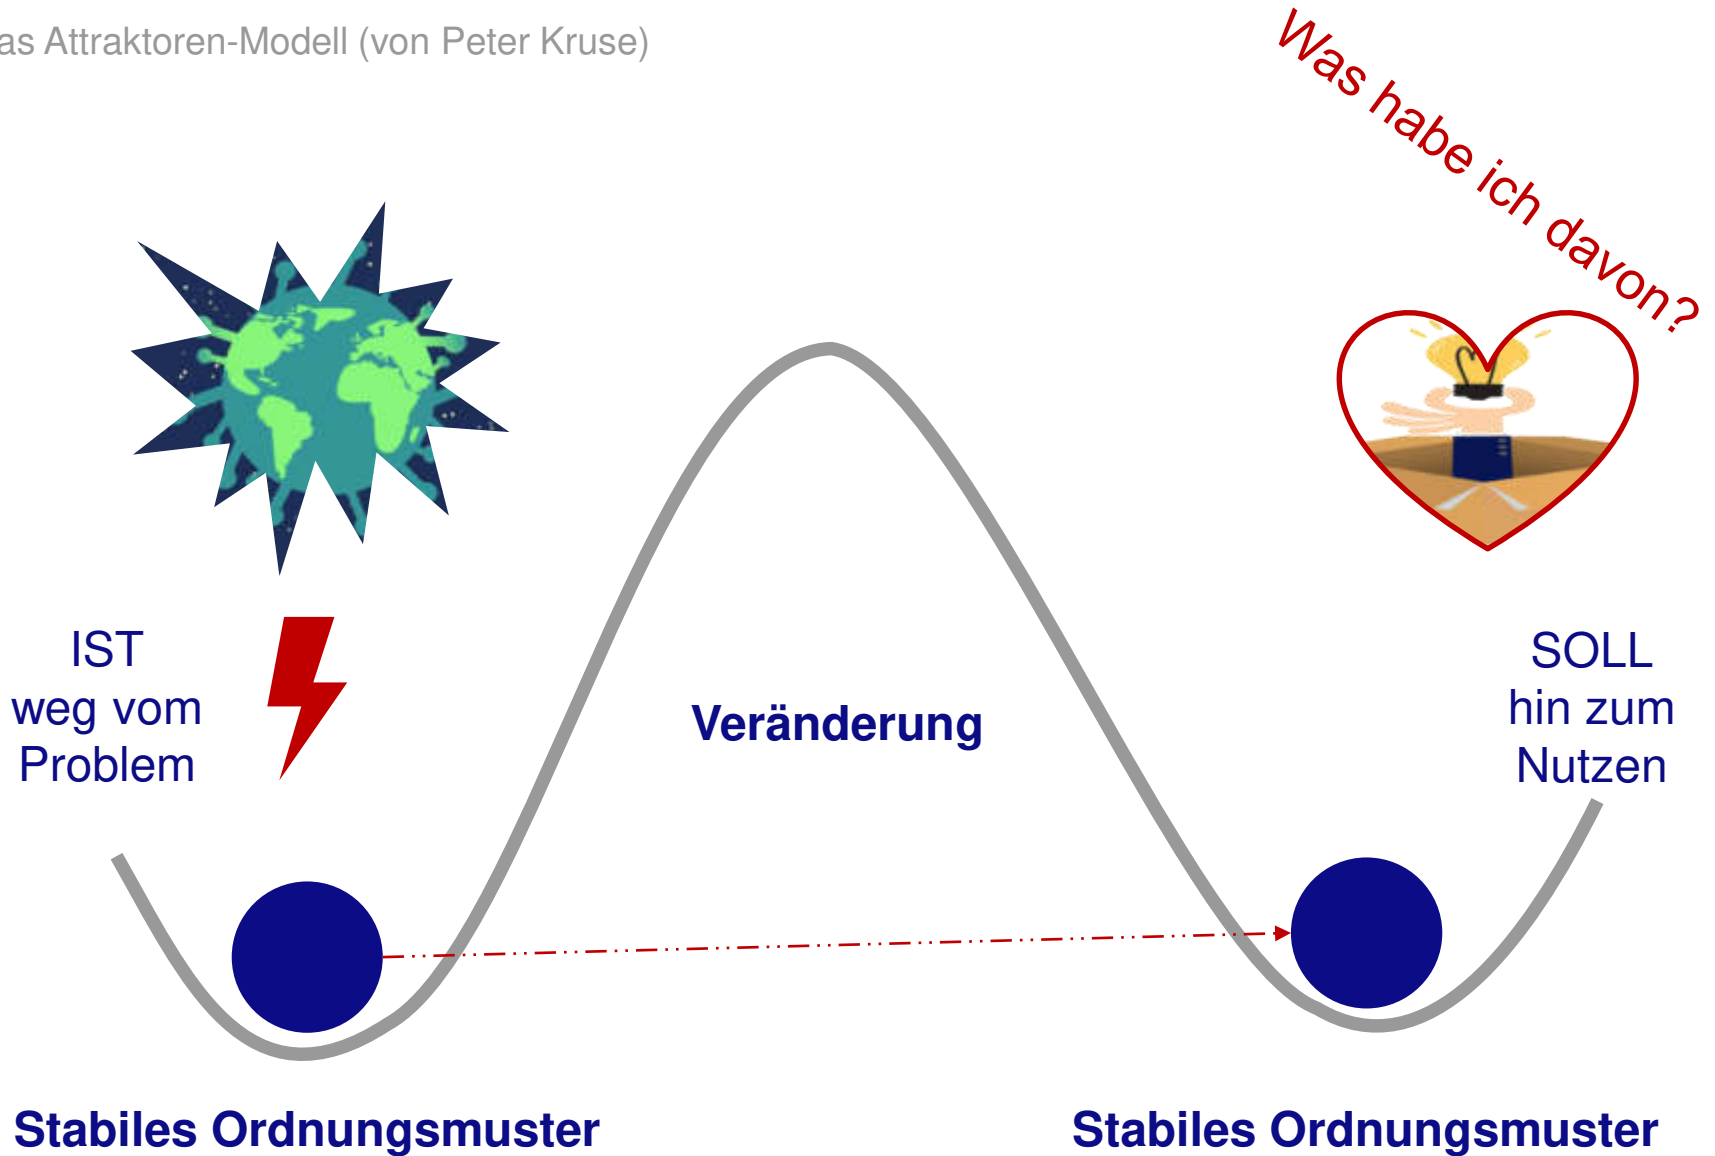 as Attraktoren-Modell (von Peter Kruse)
Was habe ich davon?
IST
weg vom
Problem
Veränderung
SOLL
hin zum
Nutzen
Stabiles Ordnungsmuster
Stabiles Ordnungsmuster